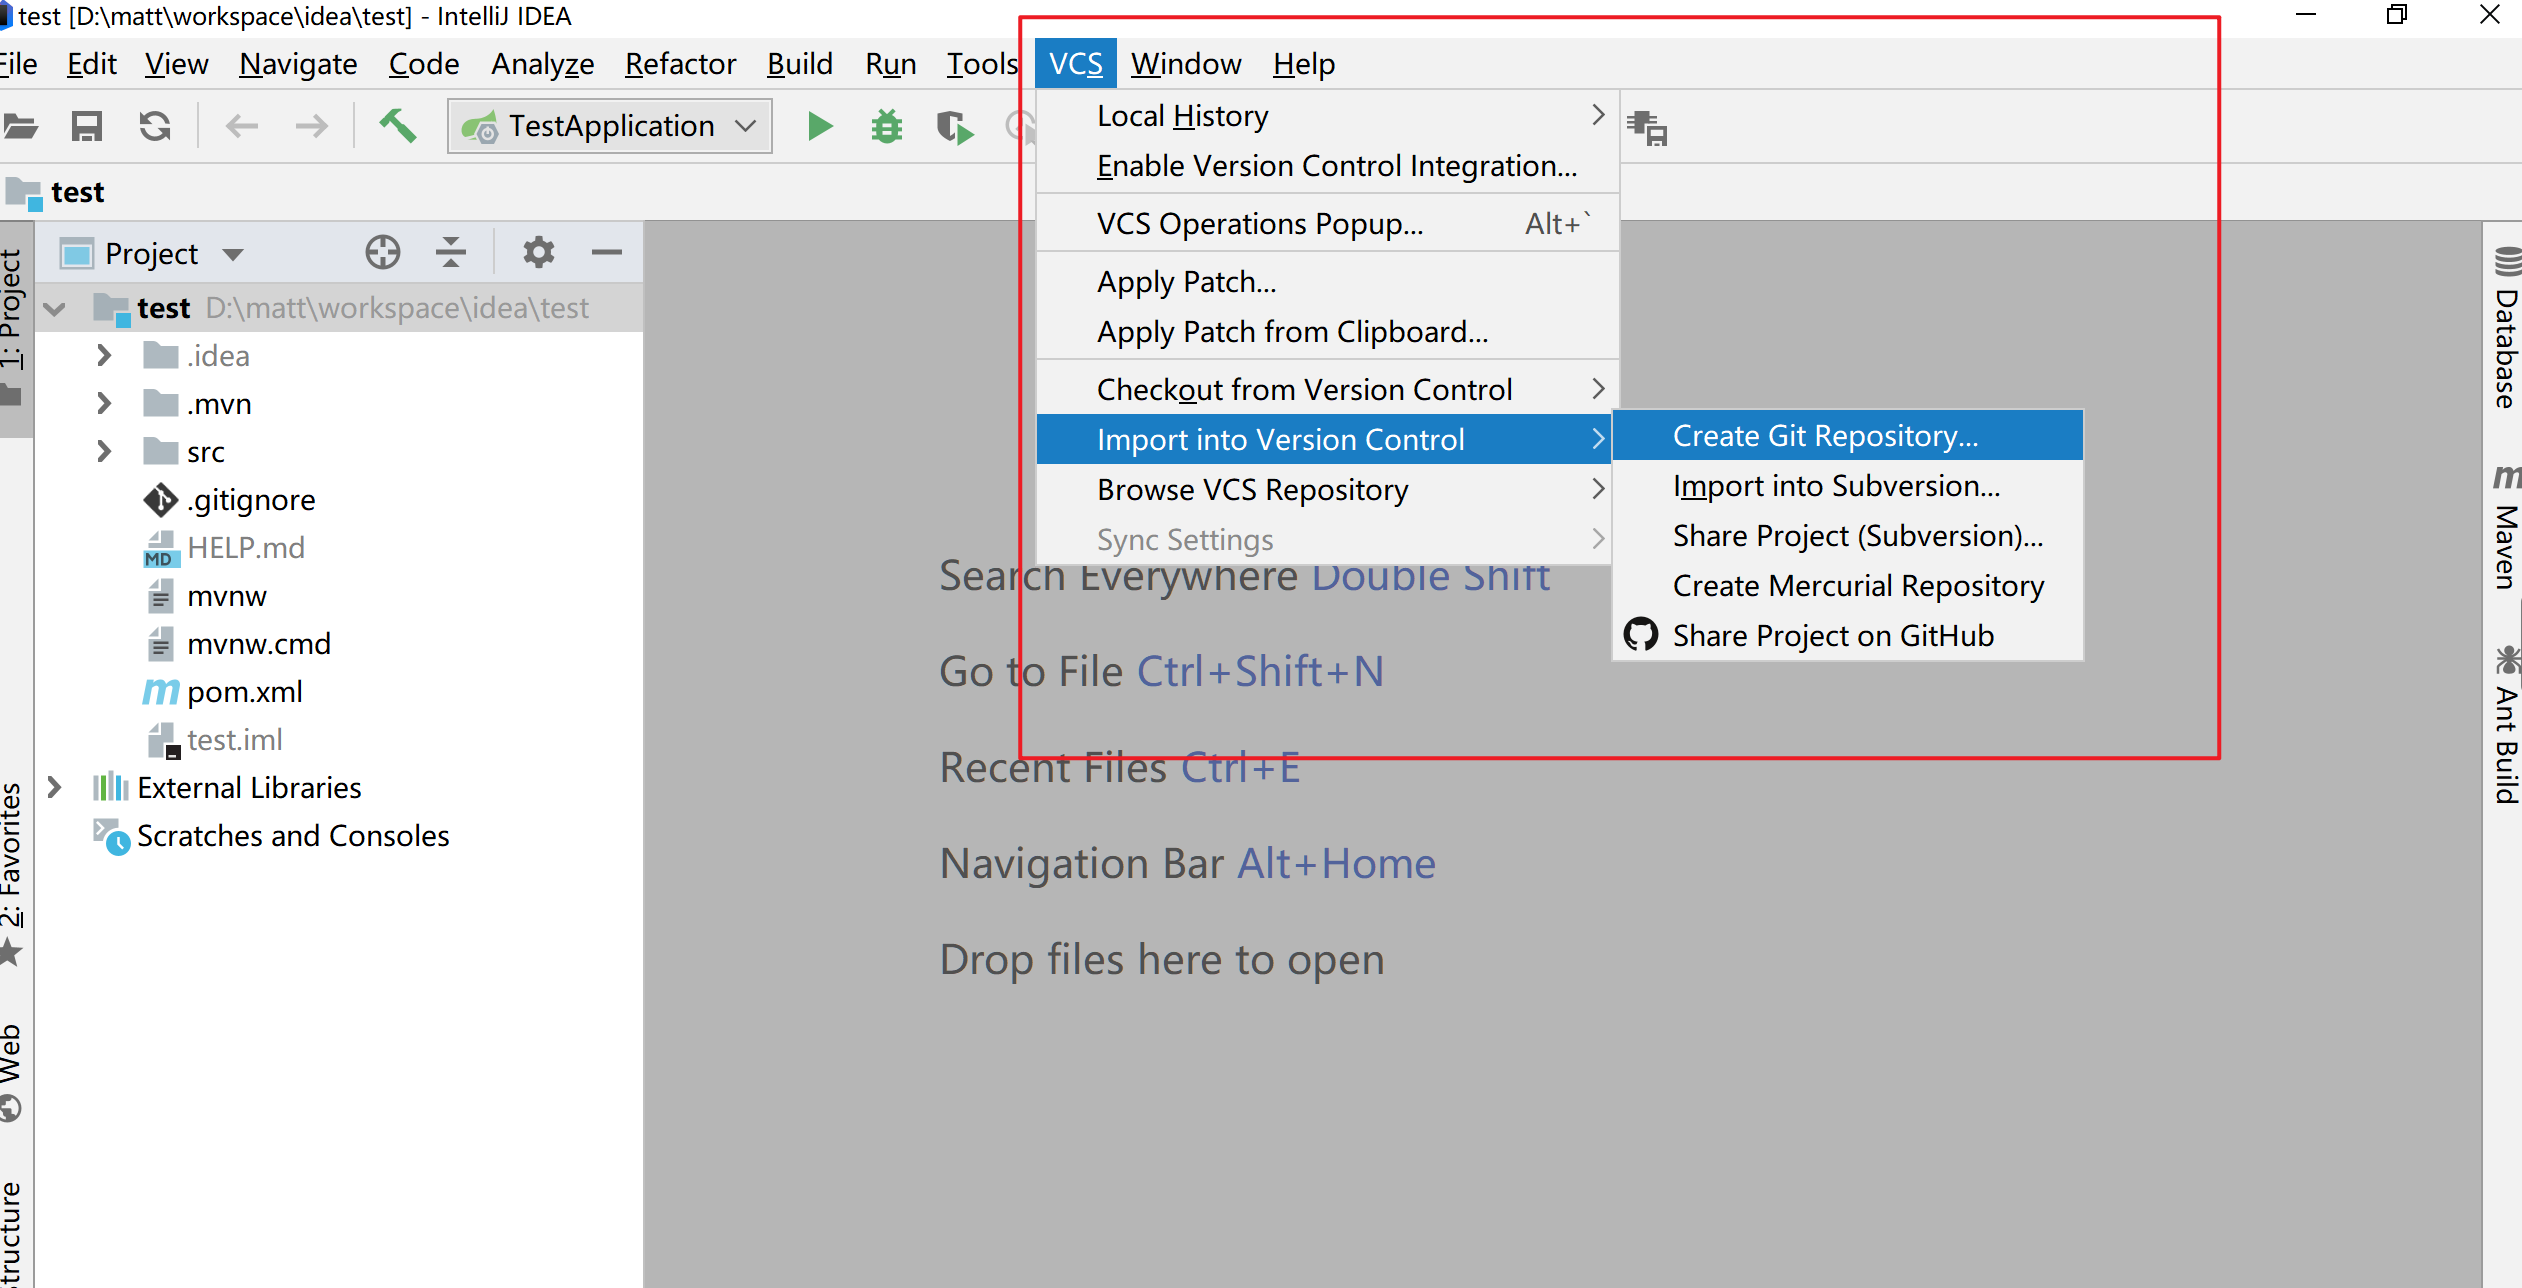 test [D:\matt\workspace\idea\test] - IntelliJ IDEA
File Edit View Navigate Code Analyze Refactor Build Run Tools VCS Window Help
TestApplication
test
Project
test D:\matt\workspace\idea\test
.idea
.mvn
src
.gitignore
MD HELP.md
mvnw
mvnw.cmd
m pom.xml
test.iml
External Libraries
Scratches and Consoles
1: Project
2: Favorites
Web
Local History
Enable Version Control Integration...
VCS Operations Popup... Alt+`
Apply Patch...
Apply Patch from Clipboard...
Checkout from Version Control
Import into Version Control
Browse VCS Repository
Sync Settings
Create Git Repository...
Import into Subversion...
Share Project (Subversion)...
Create Mercurial Repository
Share Project on GitHub
Search Everywhere Double Shift
Go to File Ctrl+Shift+N
Recent Files Ctrl+E
Navigation Bar Alt+Home
Drop files here to open
Database
m Maven
Ant Build